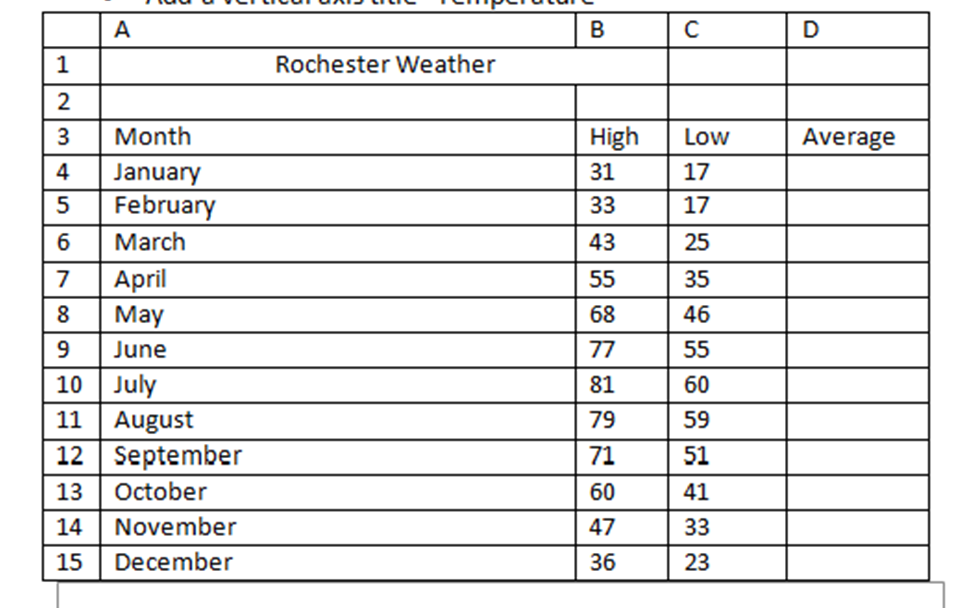 Add a vertical axis title "Temperature"
A B C D
1 Rochester Weather
2
3 Month High Low Average
4 January 31 17
5 February 33 17
6 March 43 25
7 April 55 35
8 May 68 46
9 June 77 55
10 July 81 60
11 August 79 59
12 September 71 51
13 October 60 41
14 November 47 33
15 December 36 23